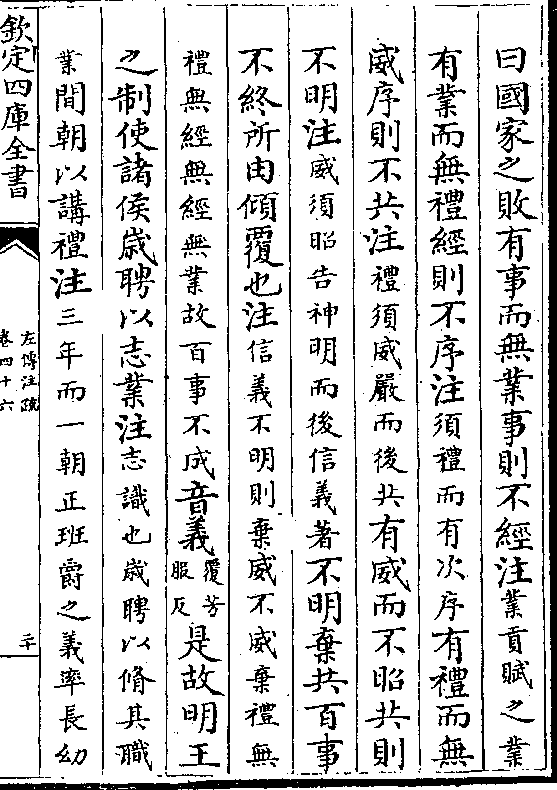 曰國家之敗有事而無業事則不經注業貢賦之業
有業而無禮經則不序注須禮而有次序有禮而無
威序則不共注禮須威嚴而後共有威而不昭共則
不明注威須昭告神明而後信義著不明棄共百事
不終所由傾覆也注信義不明則棄威不威棄禮無
禮無經無經無業故百事不成音義覆芳服反是故明王
之制使諸侯歳聘以志業注志識也歳聘以脩其職
業間朝以講禮注三年而一朝正班爵之義率長幼
欽定四庫全書
左傳注疏
卷四十六
二十